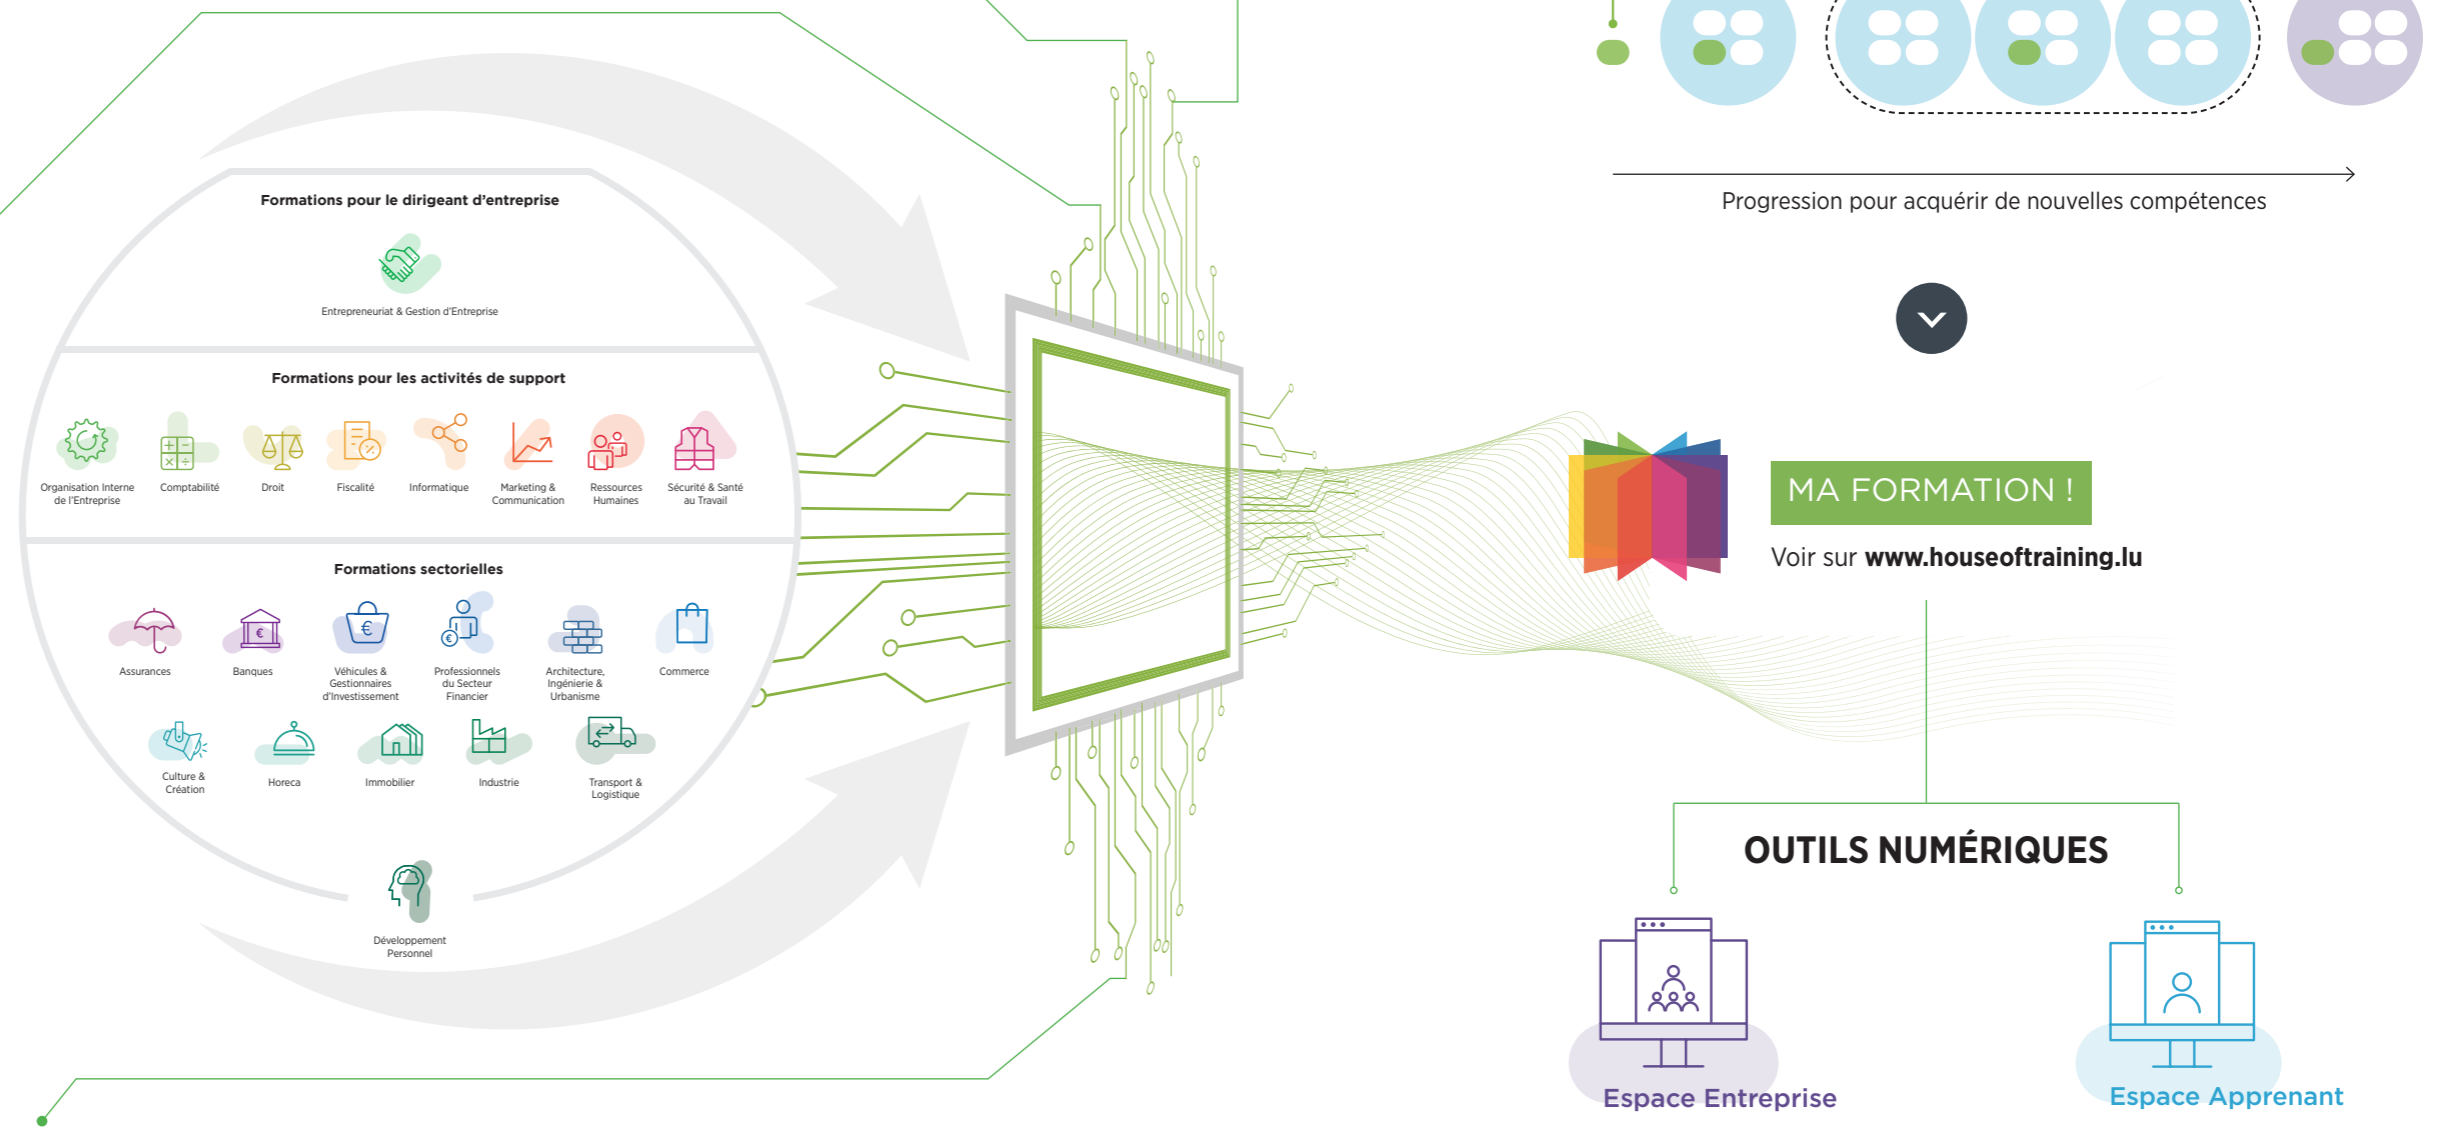 Formations pour le dirigeant d'entreprise
Entrepreneuriat & Gestion d'Entreprise
Formations pour les activités de support
Organisation Interne
de l'Entreprise
Comptabilité
Droit
Fiscalité
Informatique
Marketing &
Communication
Ressources
Humaines
Sécurité & Santé
au Travail
Formations sectorielles
Assurances
Banques
Véhicules &
Gestionnaires
d'Investissement
Professionnels
du Secteur
Financier
Architecture,
Ingénierie &
Urbanisme
Commerce
Culture &
Création
Horeca
Immobilier
Industrie
Transport &
Logistique
Développement
Personnel
Progression pour acquérir de nouvelles compétences
MA FORMATION !
Voir sur www.houseoftraining.lu
OUTILS NUMÉRIQUES
Espace Entreprise
Espace Apprenant